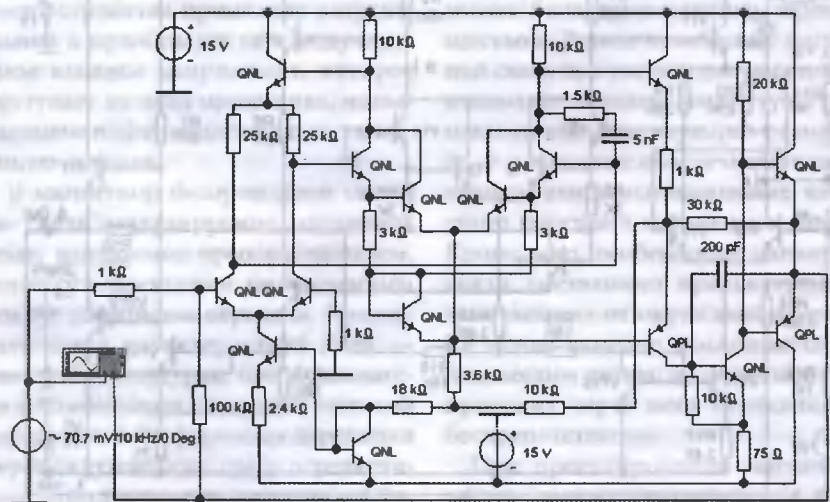 15 V
10 kΩ
10 kΩ
QNL
QNL
20 kΩ
1.5 kΩ
25 kΩ
25 kΩ
5 nF
QNL
QNL
QNL
QNL
QNL
1 kΩ
3 kΩ
3 kΩ
30 kΩ
200 pF
1 kΩ
QNL
QNL
QNL
QNL
1 kΩ
QPL
QPL
QNL
3.6 kΩ
18 kΩ
10 kΩ
10 kΩ
100 kΩ
2.4 kΩ
~ 70.7 mV/10 kHz/0 Deg
QNL
15 V
75 Ω